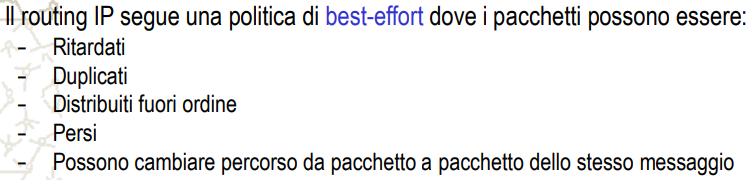 Il routing IP segue una politica di best-effort dove i pacchetti possono essere:
- Ritardati
- Duplicati
- Distribuiti fuori ordine
- Persi
- Possono cambiare percorso da pacchetto a pacchetto dello stesso messaggio